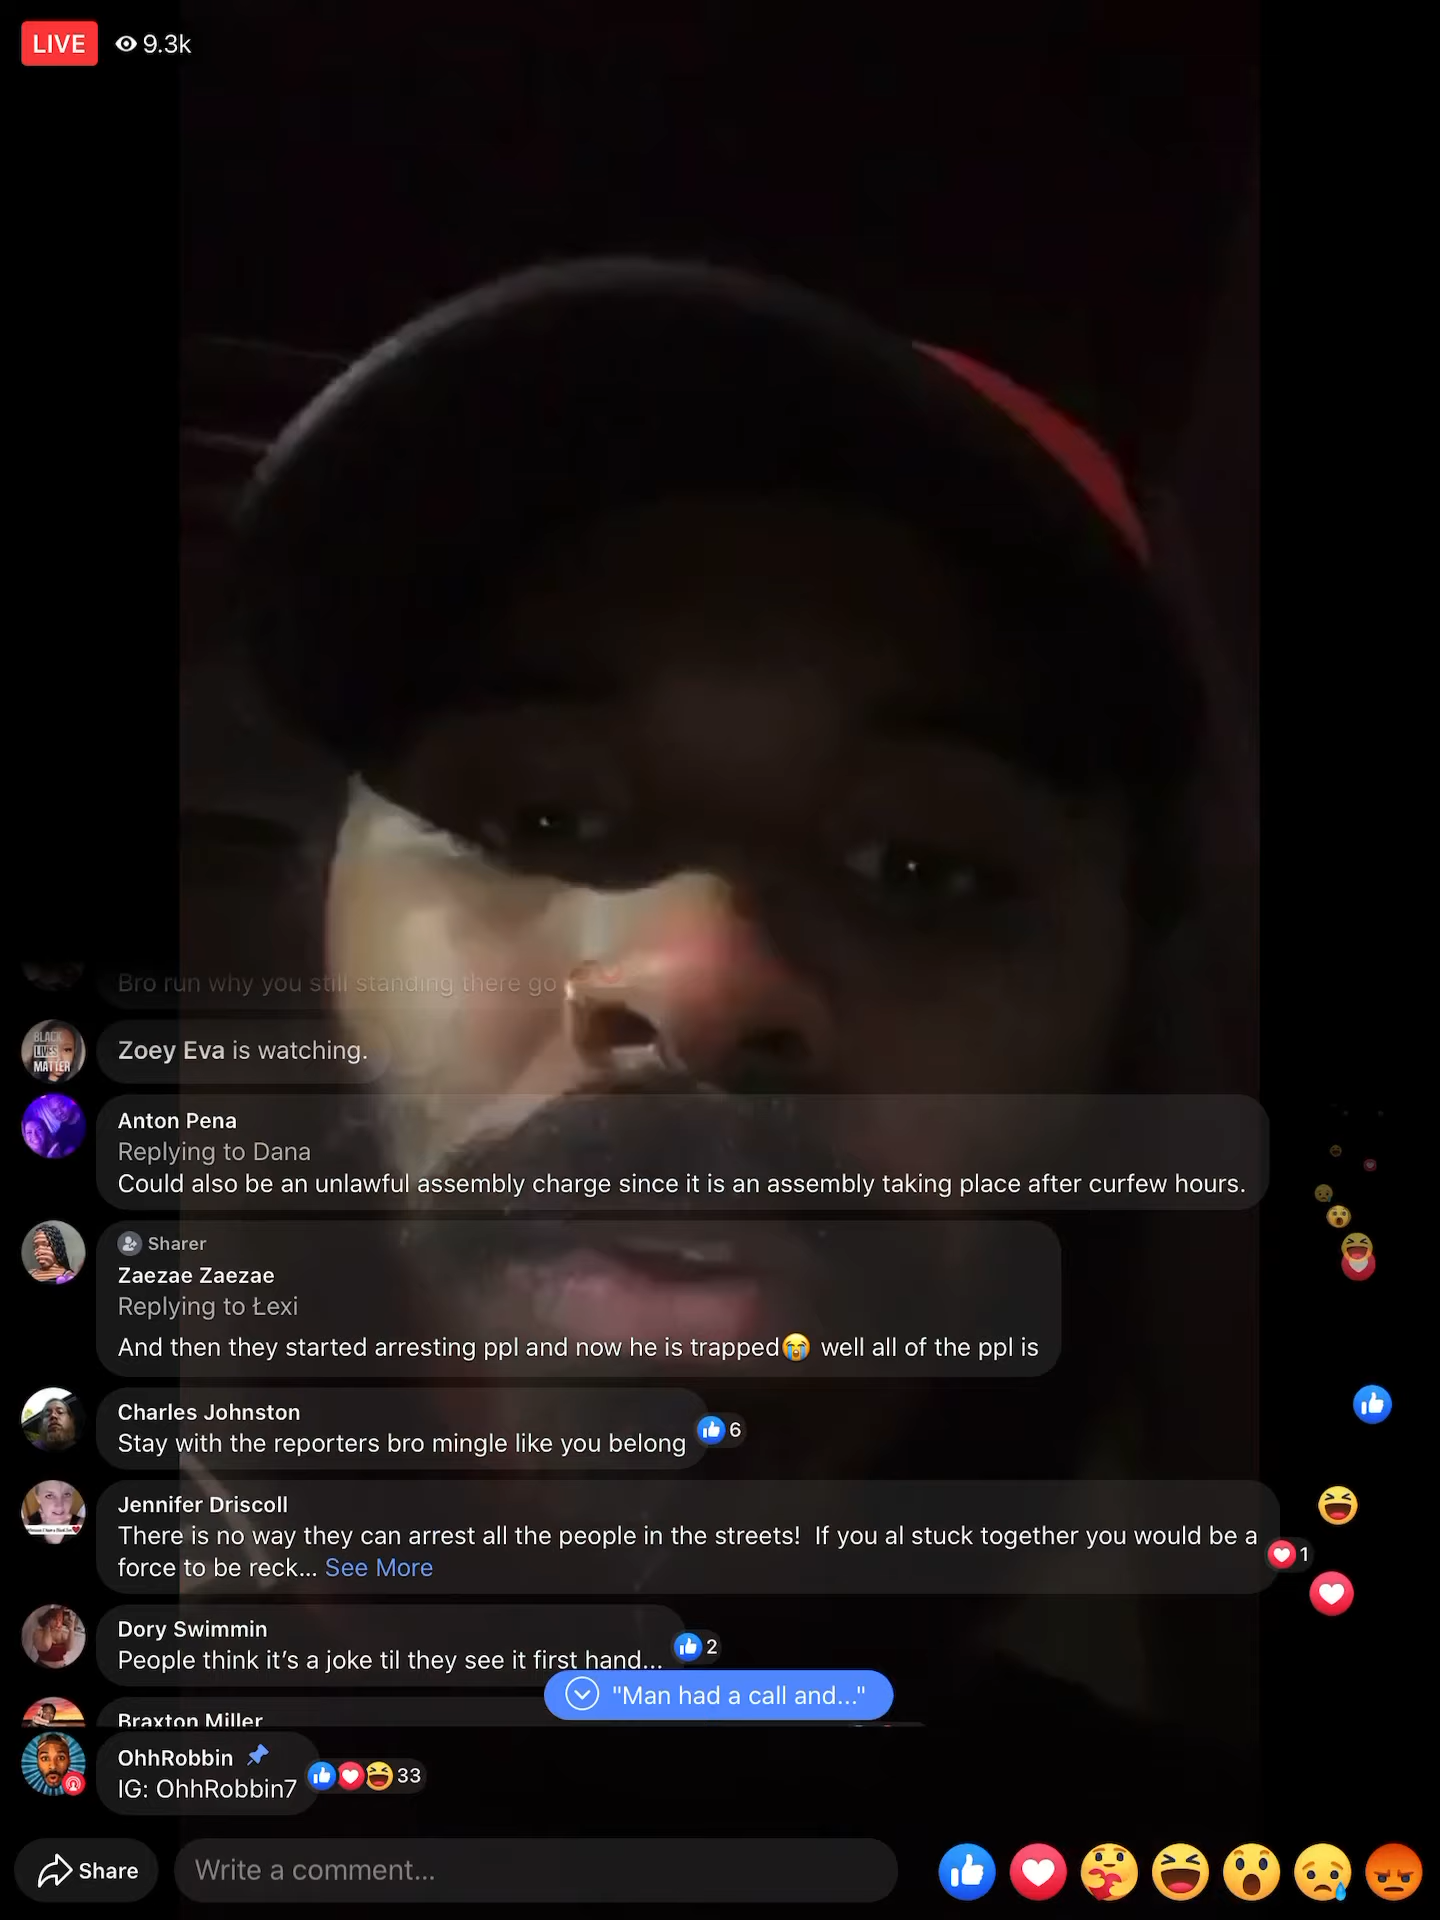 LIVE 9.3k
Bro run why you still standing there go
BLACK
LIVES
MATTER
Zoey Eva is watching.
Anton Pena
Replying to Dana
Could also be an unlawful assembly charge since it is an assembly taking place after curfew hours.
Sharer
Zaezae Zaezae
Replying to Łexi
And then they started arresting ppl and now he is trapped😭 well all of the ppl is
Charles Johnston
Stay with the reporters bro mingle like you belong
6
Jennifer Driscoll
There is no way they can arrest all the people in the streets!  If you al stuck together you would be a
force to be reck... See More
1
Dory Swimmin
People think it’s a joke til they see it first hand...
2
"Man had a call and..."
Braxton Miller
OhhRobbin
IG: OhhRobbin7
33
Share
Write a comment...